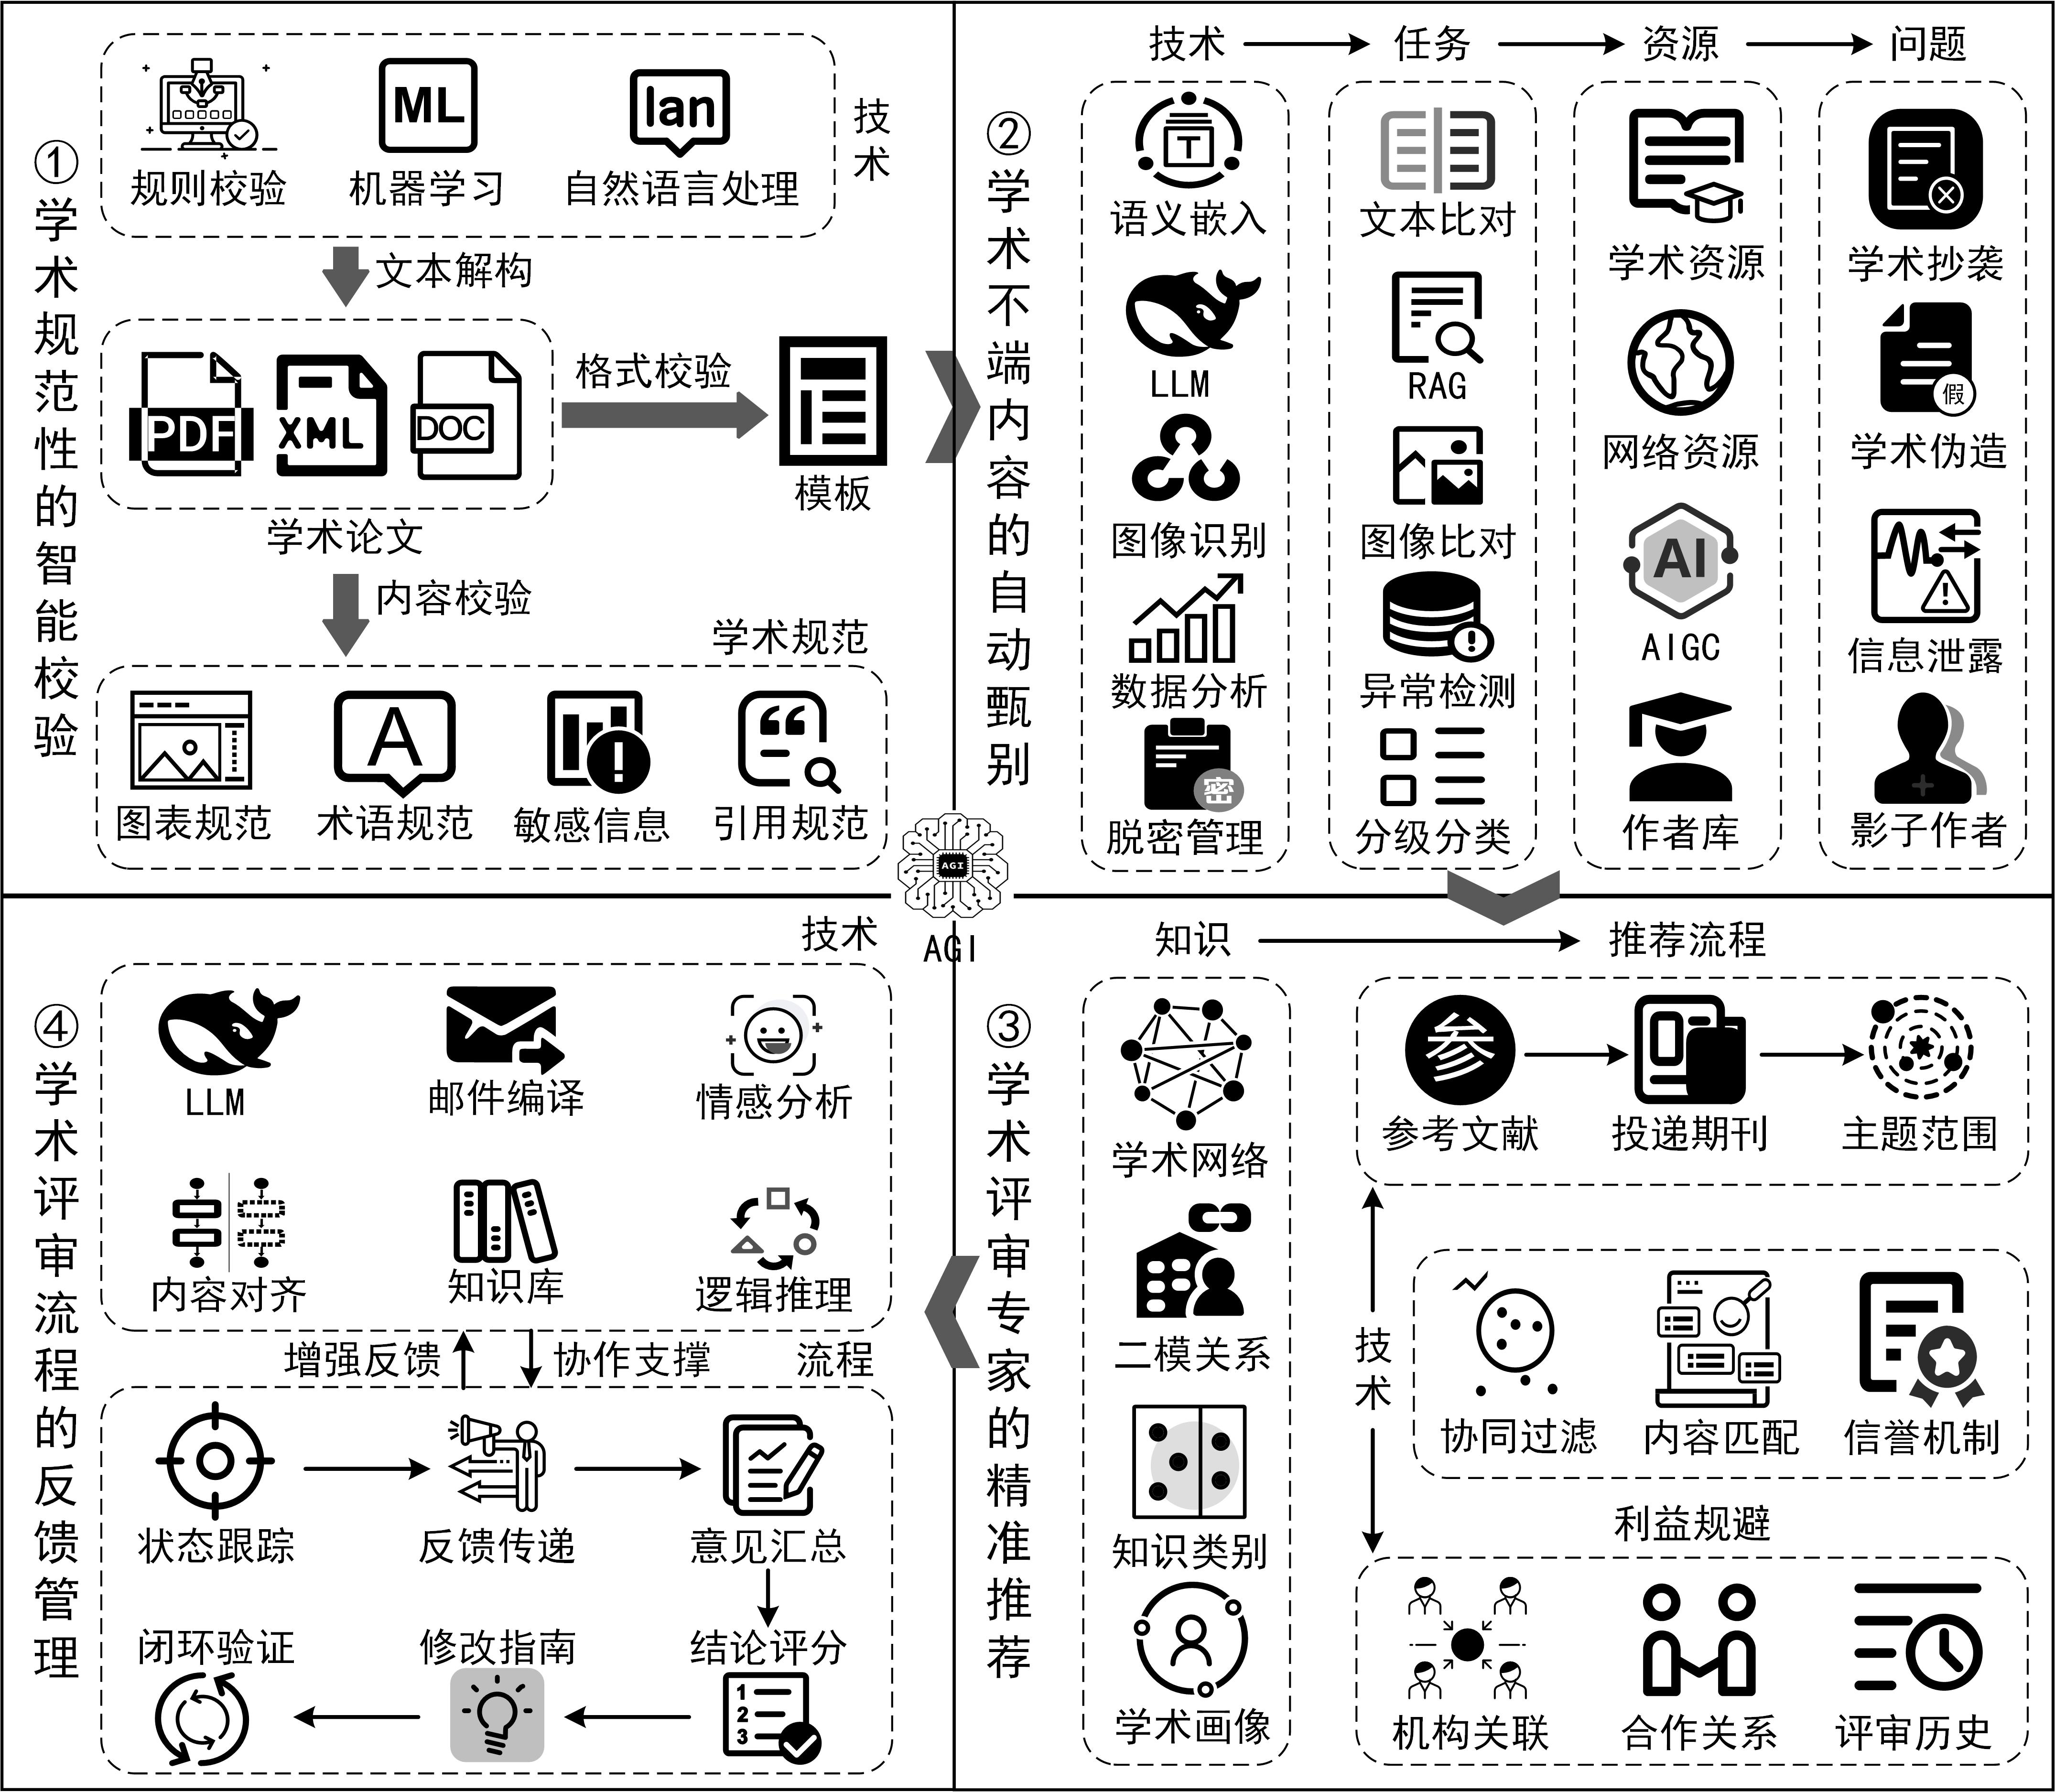 ①学术规范性的智能校验
技术
ML
lan
规则校验
机器学习
自然语言处理
文本解构
PDF
XML
DOC
格式校验
模板
学术论文
内容校验
学术规范
A
图表规范
术语规范
敏感信息
引用规范
②学术不端内容的自动甄别
技术
任务
资源
问题
T
语义嵌入
LLM
图像识别
数据分析
密
脱密管理
文本比对
RAG
图像比对
异常检测
分级分类
学术资源
网络资源
AI
AIGC
作者库
学术抄袭
假
学术伪造
信息泄露
影子作者
AGI
AGI
③学术评审专家的精准推荐
知识
推荐流程
学术网络
二模关系
知识类别
学术画像
参
参考文献
投递期刊
主题范围
技术
协同过滤
内容匹配
信誉机制
利益规避
机构关联
合作关系
评审历史
④学术评审流程的反馈管理
技术
LLM
邮件编译
情感分析
内容对齐
知识库
逻辑推理
增强反馈
协作支撑
流程
状态跟踪
反馈传递
意见汇总
闭环验证
修改指南
结论评分
1
2
3